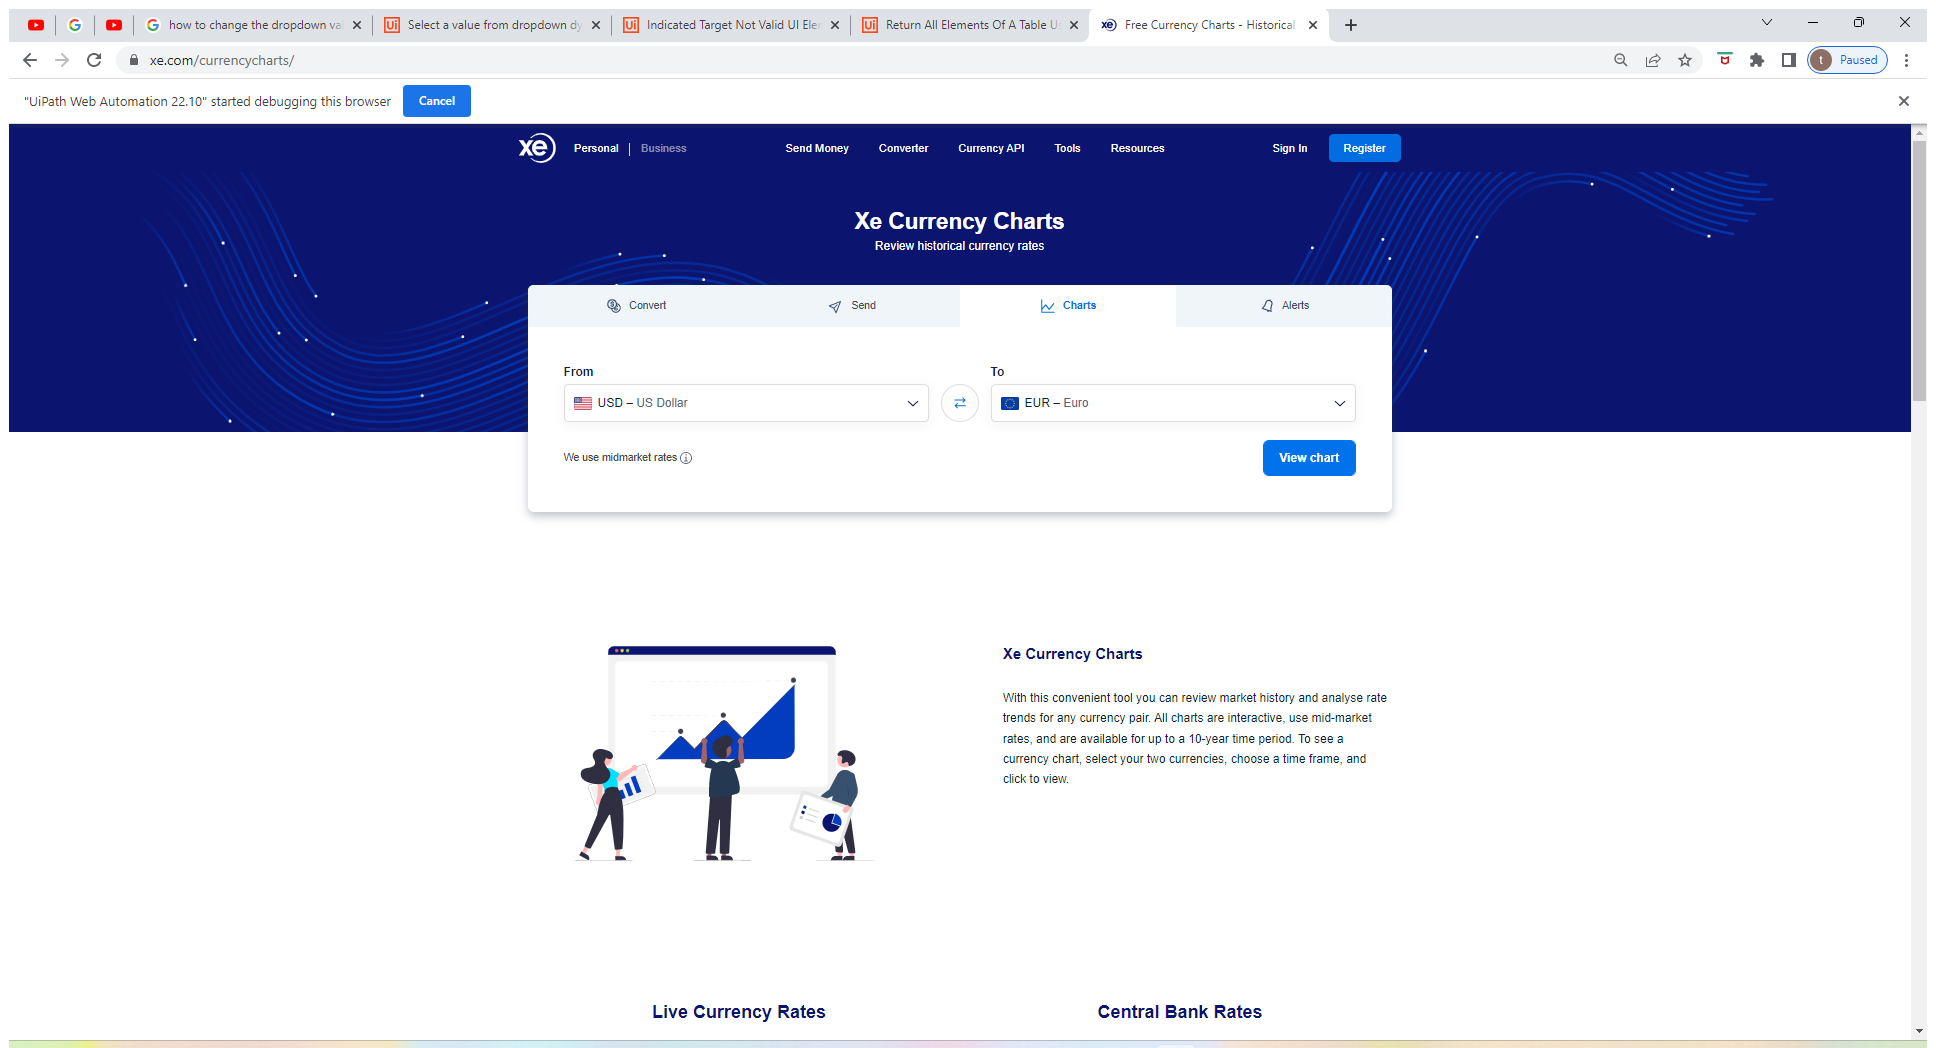 how to change the dropdown va
Select a value from dropdown dy
Indicated Target Not Valid UI Elen
Return All Elements Of A Table Us
xe Free Currency Charts - Historical
xe.com/currencycharts/
t Paused
"UiPath Web Automation 22.10" started debugging this browser Cancel
xe Personal | Business Send Money Converter Currency API Tools Resources Sign In Register
Xe Currency Charts
Review historical currency rates
Convert Send Charts Alerts
From To
USD – US Dollar EUR – Euro
We use midmarket rates View chart
Xe Currency Charts
With this convenient tool you can review market history and analyse rate
trends for any currency pair. All charts are interactive, use mid-market
rates, and are available for up to a 10-year time period. To see a
currency chart, select your two currencies, choose a time frame, and
click to view.
Live Currency Rates Central Bank Rates